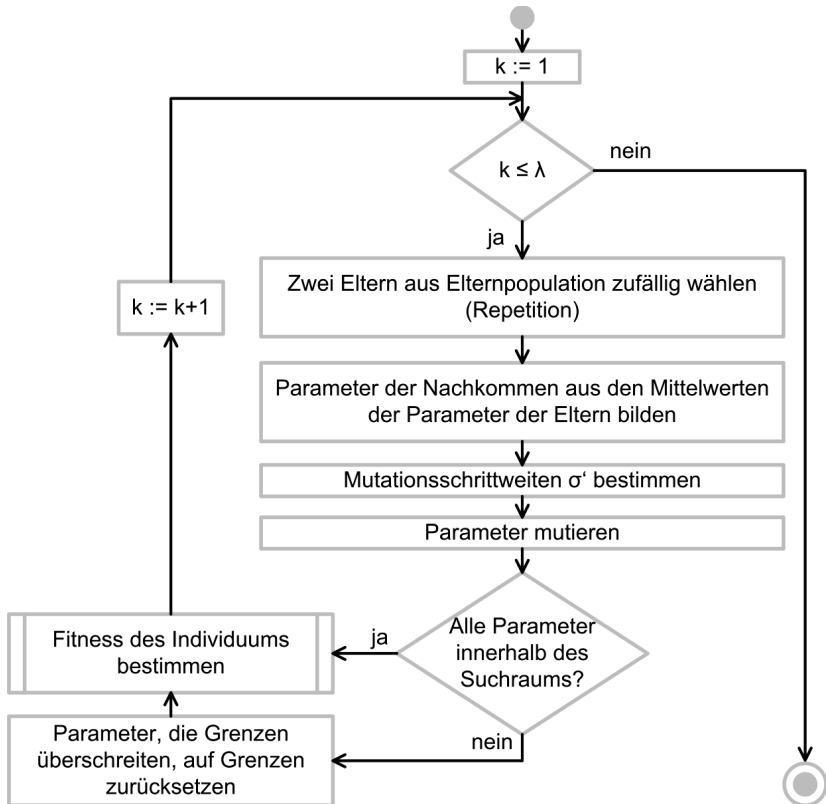 k := 1
k ≤ λ
nein
ja
Zwei Eltern aus Elternpopulation zufällig wählen
(Repetition)
k := k+1
Parameter der Nachkommen aus den Mittelwerten
der Parameter der Eltern bilden
Mutationsschrittweiten σ‘ bestimmen
Parameter mutieren
Alle Parameter
innerhalb des
Suchraums?
ja
Fitness des Individuums
bestimmen
nein
Parameter, die Grenzen
überschreiten, auf Grenzen
zurücksetzen